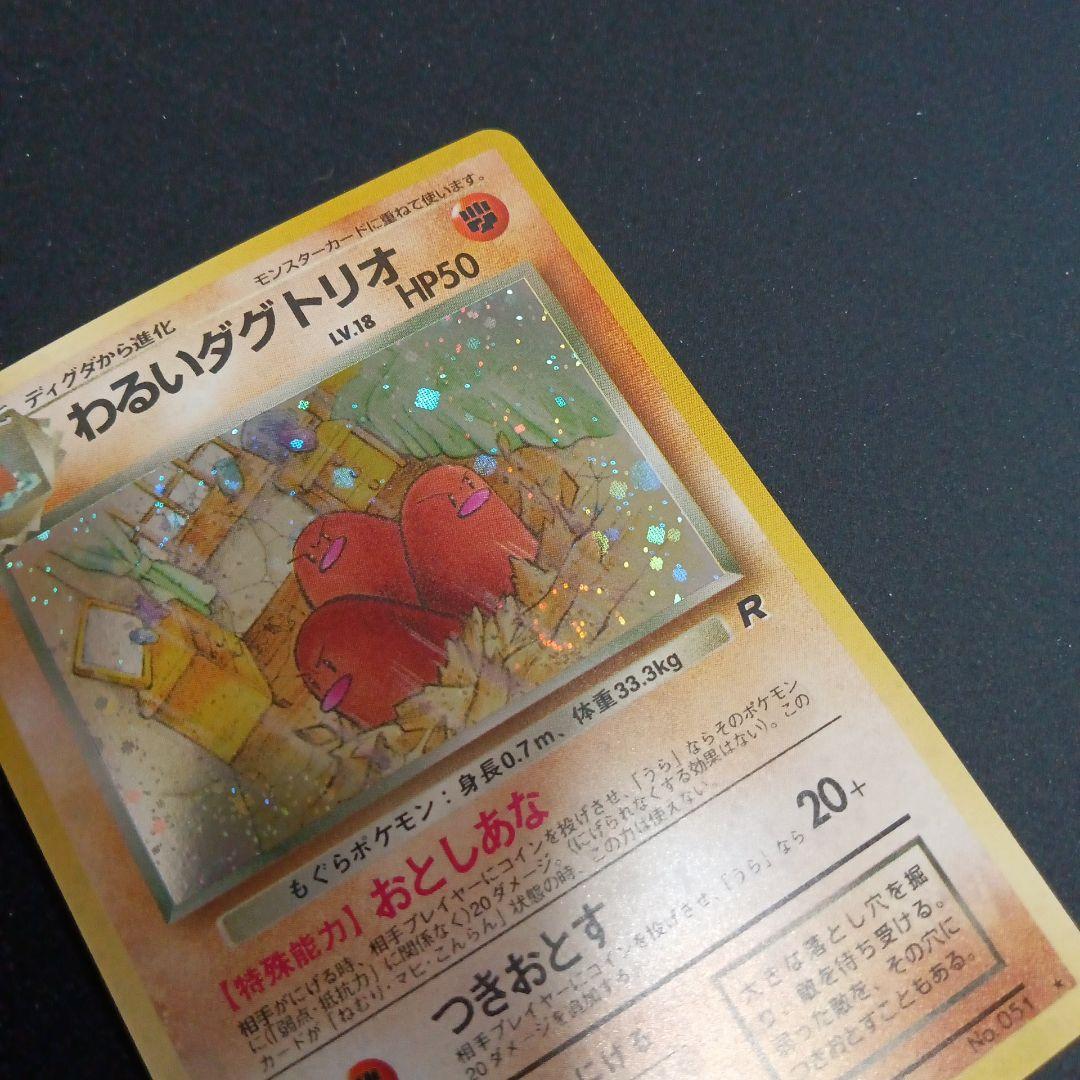 ディグダから進化
モンスターカードに重ねて使います。
わるいダグトリオ
LV.18
HP50
R
もぐらポケモン：身長0.7m、体重33.3kg
【特殊能力】おとしあな
相手がにげる時、相手プレイヤーにコインを投げさせ、「うら」ならそのポケモン
に（「弱点・抵抗力」に関係なく）20ダメージ。（にげられなくする効果はない）。この
カードが「ねむり・マヒ・こんらん」状態の時、この力は使えない
つきおとす
20+
相手プレイヤーにコインを投げさせ、「うら」なら
20ダメージを追加する
にげる
大きな落とし穴を掘
り、敵を待ち受ける。
弱った敵を、その穴に
つきおとすこともある。
No.051
★